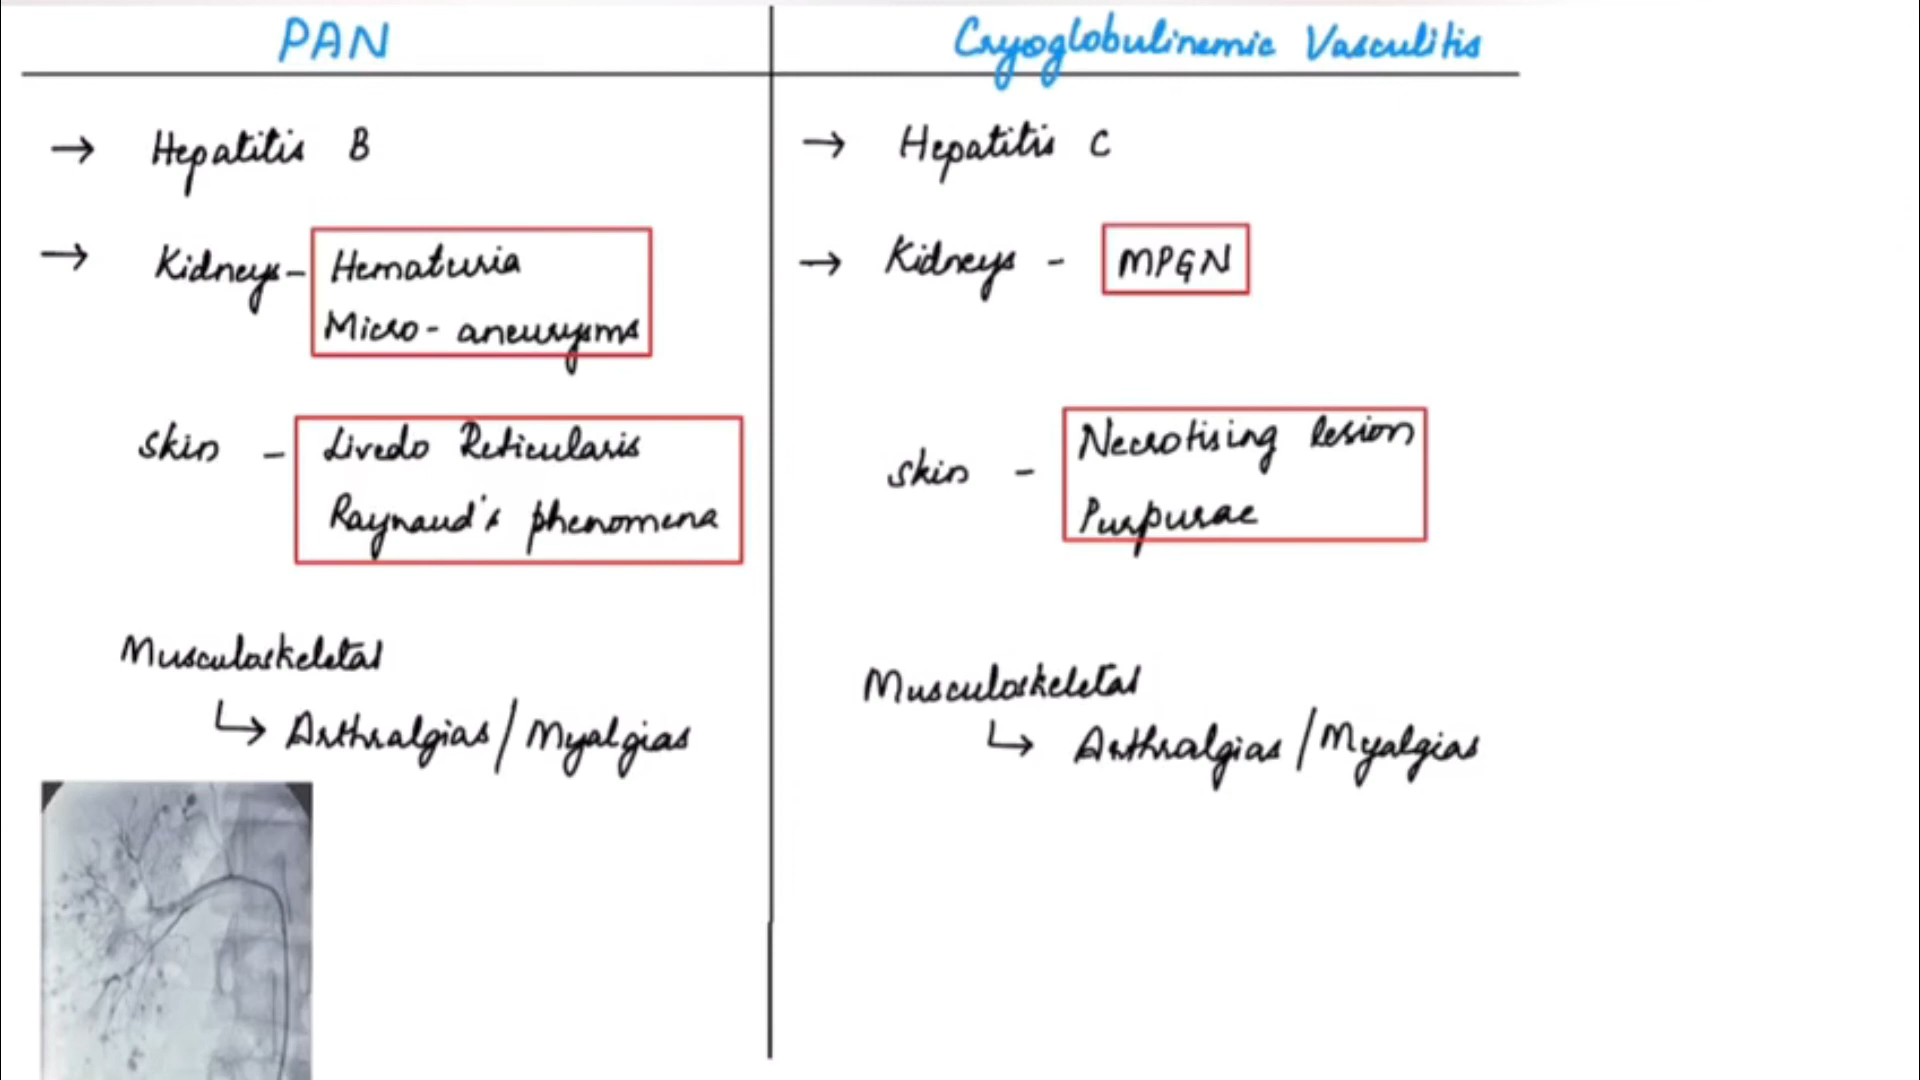 PAN
→ Hepatitis B
→ Kidneys - Hematuria
Micro-aneurysms
Skin - Livedo Reticularis
Raynaud's phenomena
Musculoskeletal
↳ Arthralgias / Myalgias
Cryoglobulinemic Vasculitis
→ Hepatitis C
→ Kidneys - MPGN
Skin - Necrotising lesion
Purpurae
Musculoskeletal
↳ Arthralgias / Myalgias